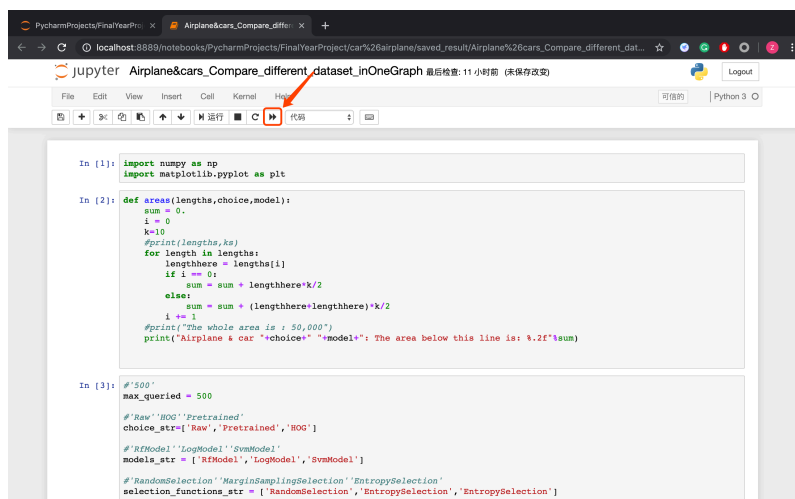 PycharmProjects/FinalYearProj
Airplane&cars_Compare_differen
localhost:8889/notebooks/PycharmProjects/FinalYearProject/car%26airplane/saved_result/Airplane%26cars_Compare_different_dat...
jupyter Airplane&cars_Compare_different_dataset_inOneGraph 最后检查: 11 小时前 (未保存改变)
Logout
File Edit View Insert Cell Kernel Help
可信的 Python 3
运行 代码
In [1]: import numpy as np
import matplotlib.pyplot as plt
In [2]: def areas(lengths,choice,model):
sum = 0.
i = 0
k=10
#print(lengths,ks)
for length in lengths:
lengthhere = lengths[i]
if i == 0:
sum = sum + lengthhere*k/2
else:
sum = sum + (lengthhere+lengthhere)*k/2
i += 1
#print("The whole area is : 50,000")
print("Airplane & car "+choice+" "+model+": The area below this line is: %.2f"%sum)
In [3]: #'500'
max_queried = 500
#'Raw''HOG''Pretrained'
choice_str=['Raw','Pretrained','HOG']
#'RfModel''LogModel''SvmModel'
models_str = ['RfModel','LogModel','SvmModel']
#'RandomSelection''MarginSamplingSelection''EntropySelection'
selection_functions_str = ['RandomSelection','EntropySelection','EntropySelection']